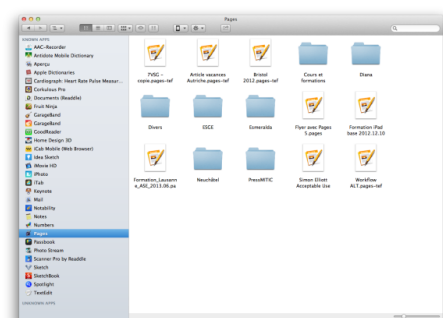 Pages
KNOWN APPS
AAC-Recorder
Antidote Mobile Dictionary
Aperçu
Apple Dictionaries
Cardiograph: Heart Rate Pulse Measur...
Corkulous Pro
Documents (Readdle)
Fruit Ninja
GarageBand
GarageBand
GoodReader
Home Design 3D
iCab Mobile (Web Browser)
Idea Sketch
iMovie HD
iPhoto
iTab
Keynote
Mail
Notability
Notes
Numbers
Pages
Passbook
Photo Stream
Scanner Pro by Readdle
Sketch
SketchBook
Spotlight
TextEdit
UNKNOWN APPS
7VSG –
copie.pages-tef
Article vacances
Autriche.pages-tef
Bristol
2012.pages-tef
Cours et
formations
Diana
Divers
ESCE
Esmeralda
Flyer avec Pages
5.pages
Formation iPad
base 2012.12.10
Formation_Lausann
e_ASE_2013.06.pa
Neuchâtel
PressMITIC
Simon Elliott
Acceptable Use
Workflow
ALT.pages-tef